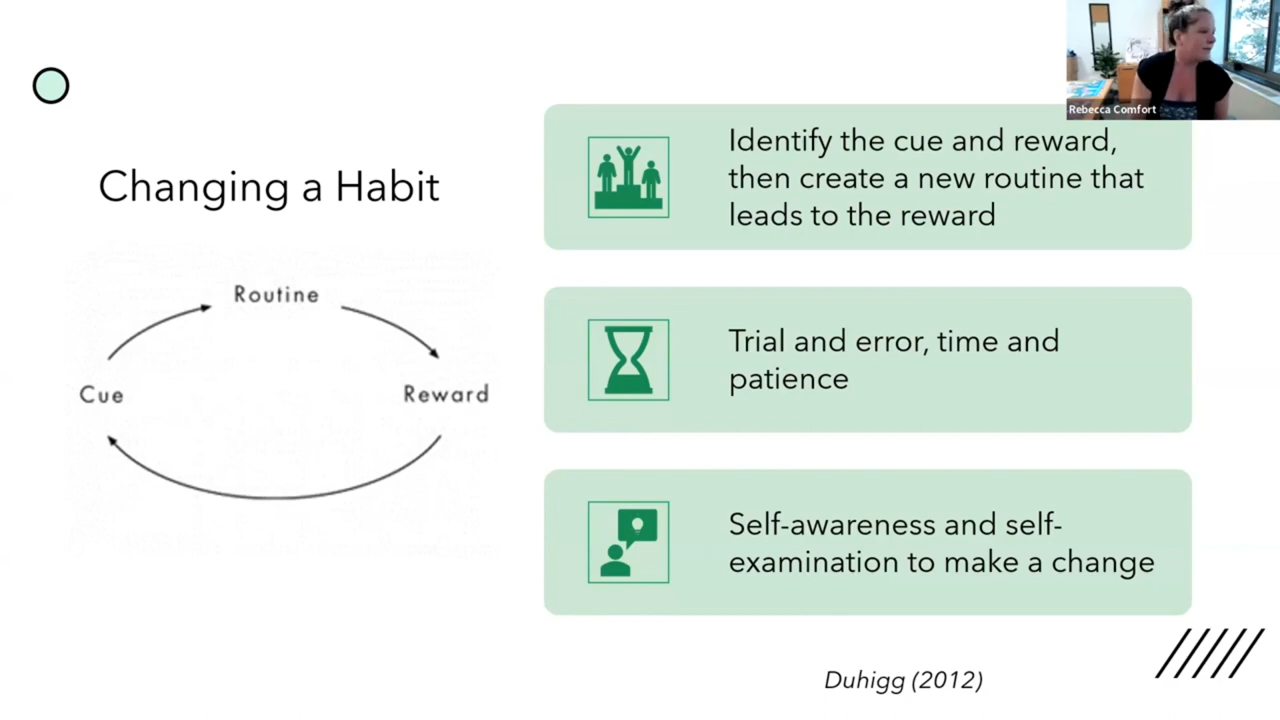 Rebecca Comfort
Changing a Habit
Routine
Cue
Reward
Identify the cue and reward,
then create a new routine that
leads to the reward
Trial and error, time and
patience
Self-awareness and self-
examination to make a change
Duhigg (2012)